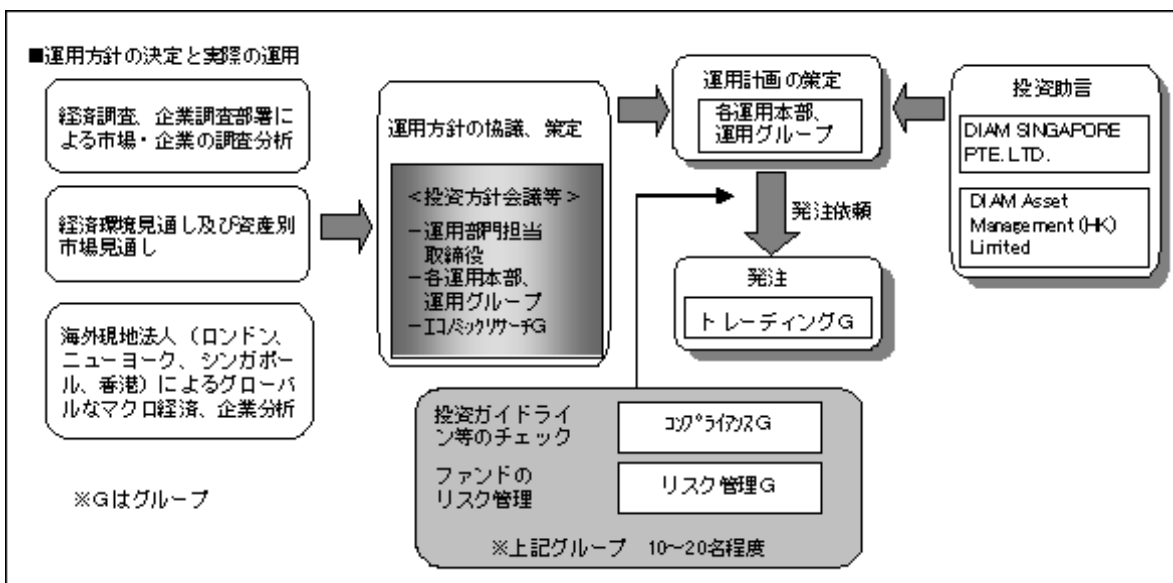 ■運用方針の決定と実際の運用
経済調査、企業調査部署に
よる市場・企業の調査分析
経済環境見通し及び資産別
市場見通し
海外現地法人（ロンドン、
ニューヨーク、シンガポー
ル、香港）によるグローバ
ルなマクロ経済、企業分析
※Gはグループ
運用方針の協議、策定
＜投資方針会議等＞
－運用部門担当
取締役
－各運用本部、
運用グループ
－ｴｺﾉﾐｯｸﾘｻｰﾁG
運用計画の策定
各運用本部、
運用グループ
発注依頼
発注
トレーディングG
投資助言
DIAM SINGAPORE
PTE. LTD.
DIAM Asset
Management (HK)
Limited
投資ガイドライ
ン等のチェック
ｺﾝﾌﾟﾗｲｱﾝｽG
ファンドの
リスク管理
リスク管理G
※上記グループ　10～20名程度